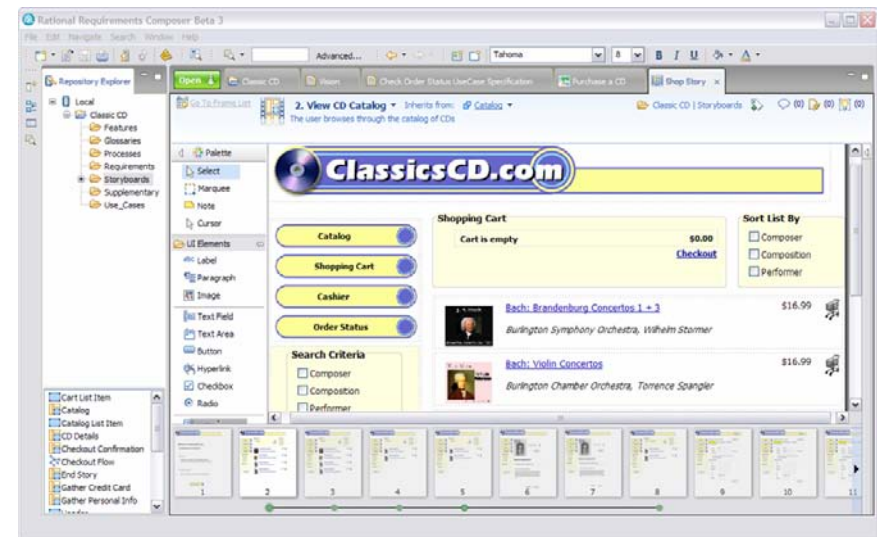 Rational Requirements Composer Beta 3
File Edit Navigate Search Window Help
Advanced... Tahoma 8 B I U A
Repository Explorer
Open Classic CD Vision Check Order Status UseCase Specification Purchase a CD Shop Story
Local
Classic CD
Features
Glossaries
Processes
Requirements
Storyboards
Supplementary
Use_Cases
Go To Frame List 2. View CD Catalog Inherits from: Catalog Classic CD | Storyboards (0) (0) (0)
The user browses through the catalog of CDs
Palette
Select
Marquee
Note
Cursor
UI Elements
Label
Paragraph
Image
Text Field
Text Area
Button
Hyperlink
Checkbox
Radio
ClassicsCD.com
Catalog
Shopping Cart
Cashier
Order Status
Search Criteria
Composer
Composition
Performer
Shopping Cart
Cart is empty $0.00
Checkout
Sort List By
Composer
Composition
Performer
Bach: Brandenburg Concertos 1 + 3 $16.99
Burlington Symphony Orchestra, Wilhelm Stormer
Bach: Violin Concertos $16.99
Burlington Chamber Orchestra, Torrence Spangler
Cart List Item
Catalog
Catalog List Item
CD Details
Checkout Confirmation
Checkout Flow
End Story
Gather Credit Card
Gather Personal Info
1 2 3 4 5 6 7 8 9 10 11